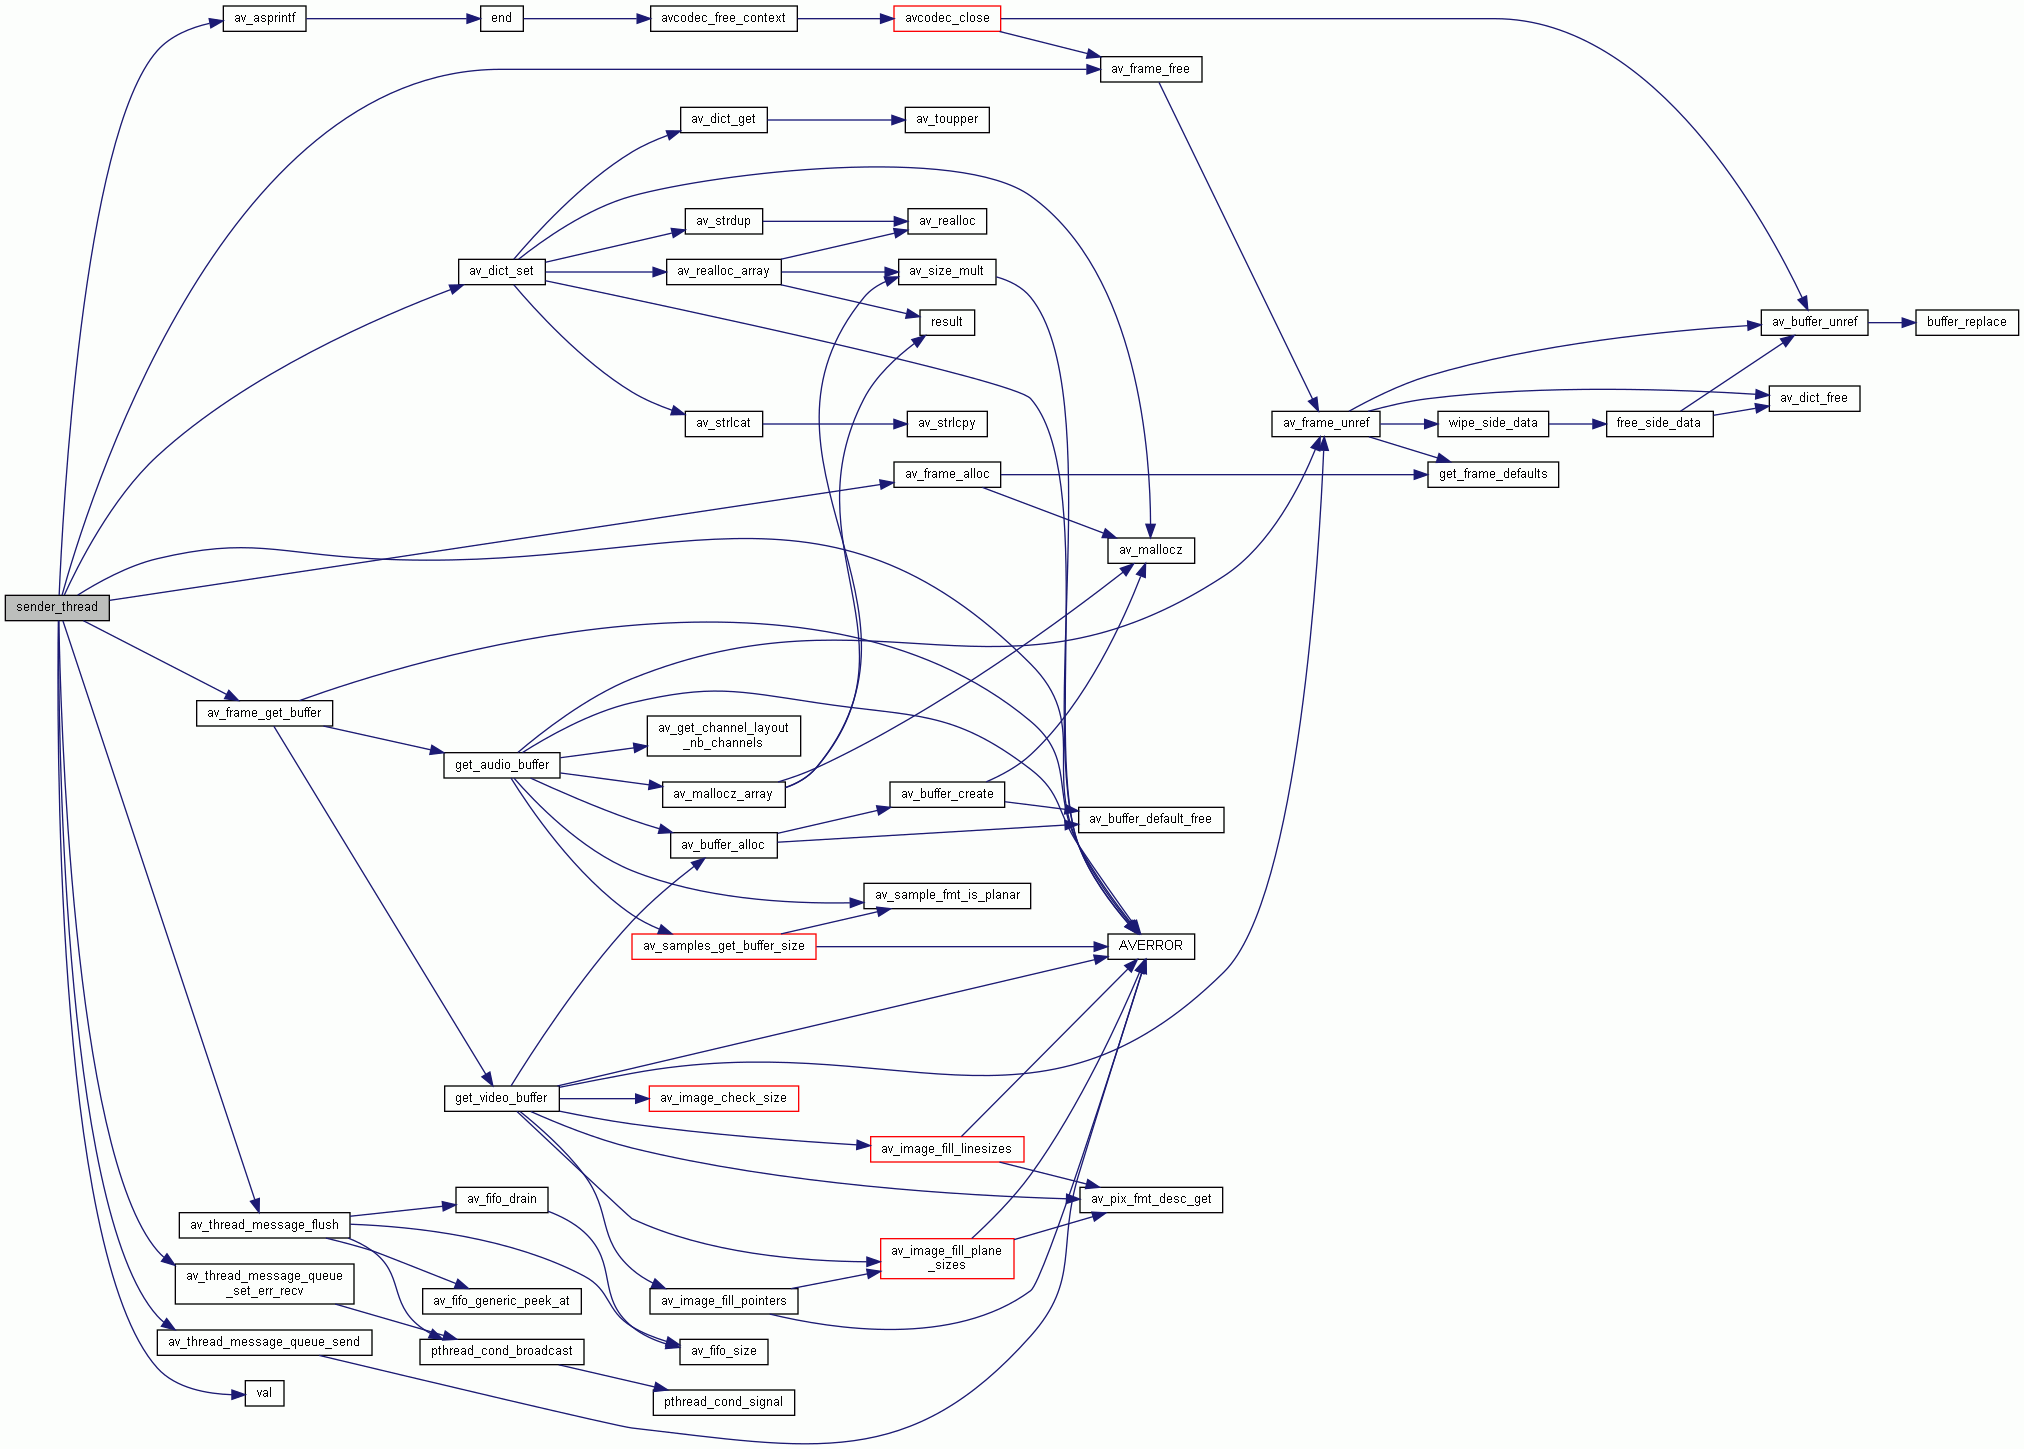 av_asprintf
end
avcodec_free_context
avcodec_close
av_frame_free
av_dict_get
av_toupper
av_strdup
av_realloc
av_dict_set
av_realloc_array
av_size_mult
result
av_buffer_unref
buffer_replace
av_dict_free
av_strlcat
av_strlcpy
av_frame_unref
wipe_side_data
free_side_data
av_frame_alloc
get_frame_defaults
av_mallocz
sender_thread
av_frame_get_buffer
av_get_channel_layout
_nb_channels
get_audio_buffer
av_mallocz_array
av_buffer_create
av_buffer_default_free
av_buffer_alloc
av_sample_fmt_is_planar
av_samples_get_buffer_size
AVERROR
get_video_buffer
av_image_check_size
av_image_fill_linesizes
av_fifo_drain
av_pix_fmt_desc_get
av_thread_message_flush
av_image_fill_plane
_sizes
av_thread_message_queue
_set_err_recv
av_fifo_generic_peek_at
av_image_fill_pointers
av_thread_message_queue_send
pthread_cond_broadcast
av_fifo_size
val
pthread_cond_signal